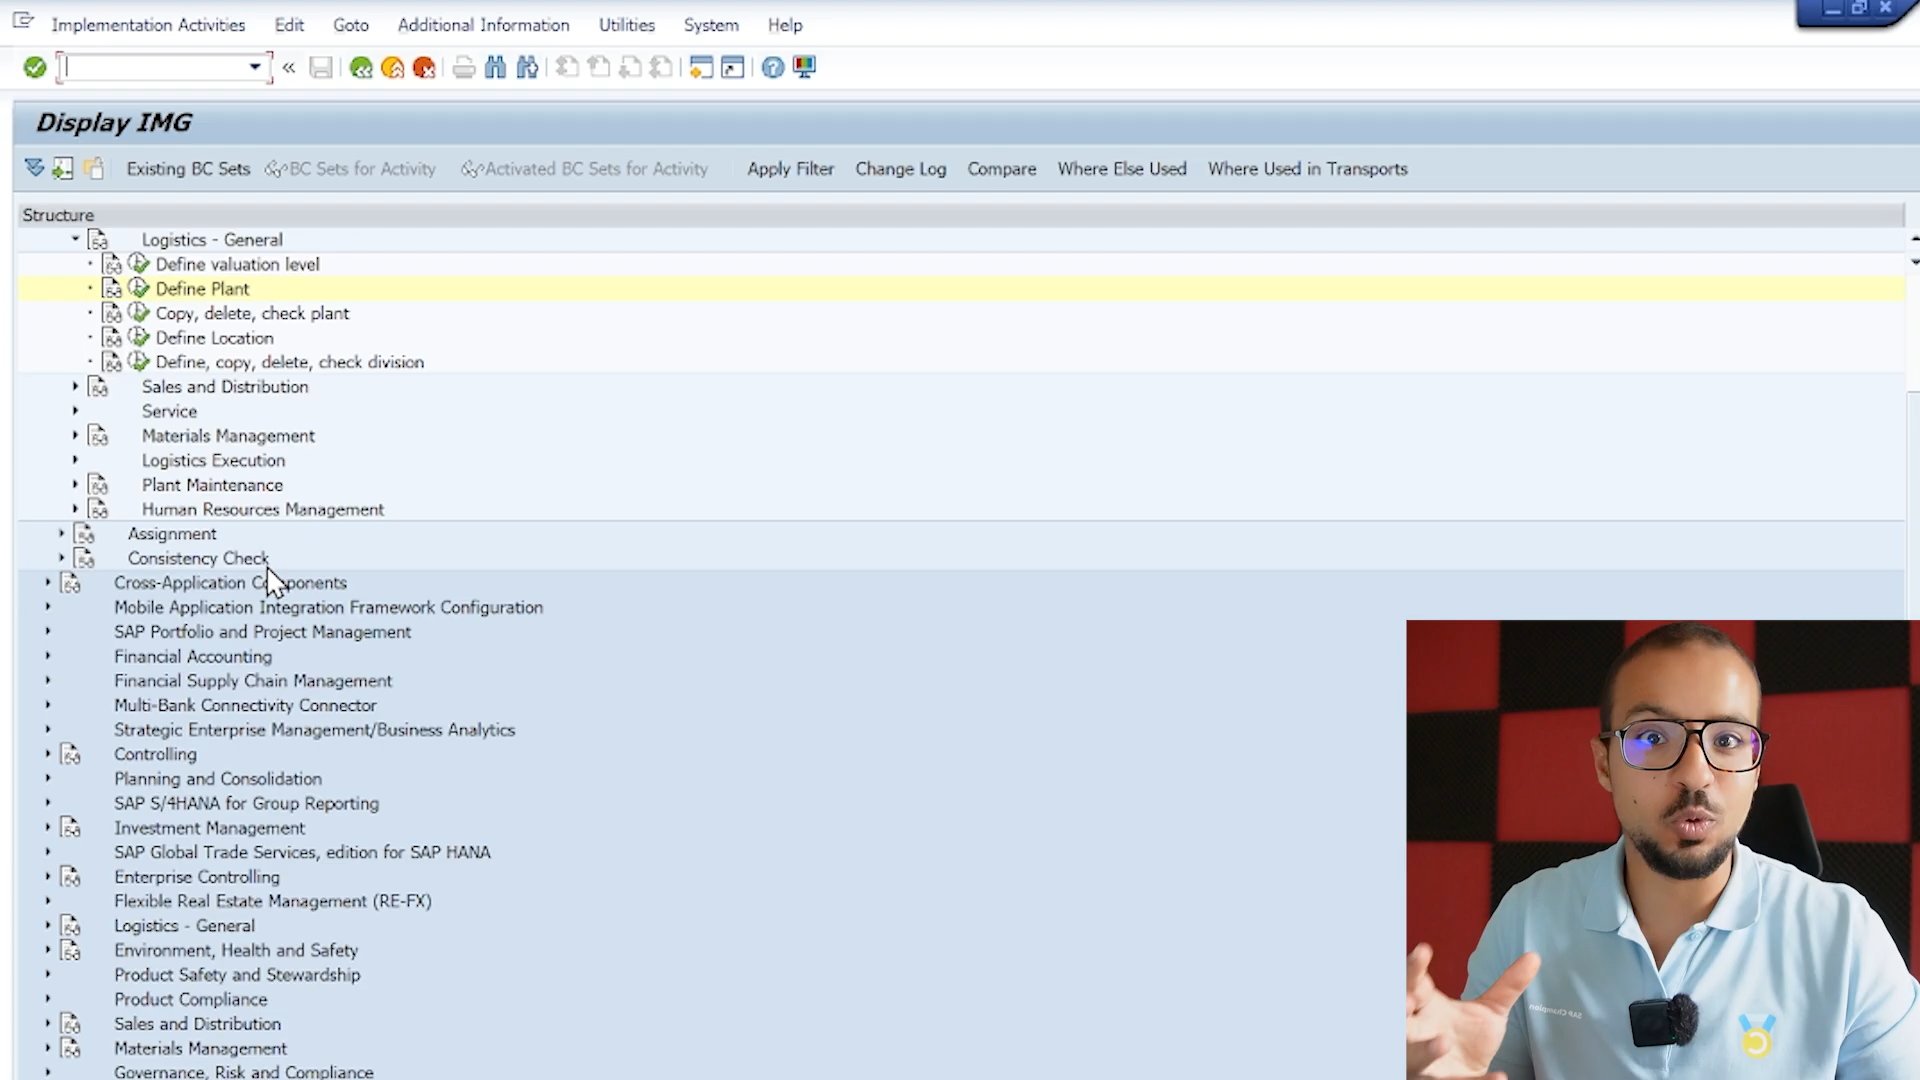 Implementation Activities Edit Goto Additional Information Utilities System Help
Display IMG
Existing BC Sets BC Sets for Activity Activated BC Sets for Activity Apply Filter Change Log Compare Where Else Used Where Used in Transports
Structure
Logistics - General
Define valuation level
Define Plant
Copy, delete, check plant
Define Location
Define, copy, delete, check division
Sales and Distribution
Service
Materials Management
Logistics Execution
Plant Maintenance
Human Resources Management
Assignment
Consistency Check
Cross-Application Components
Mobile Application Integration Framework Configuration
SAP Portfolio and Project Management
Financial Accounting
Financial Supply Chain Management
Multi-Bank Connectivity Connector
Strategic Enterprise Management/Business Analytics
Controlling
Planning and Consolidation
SAP S/4HANA for Group Reporting
Investment Management
SAP Global Trade Services, edition for SAP HANA
Enterprise Controlling
Flexible Real Estate Management (RE-FX)
Logistics - General
Environment, Health and Safety
Product Safety and Stewardship
Product Compliance
Sales and Distribution
Materials Management
Governance, Risk and Compliance
SAP Champion